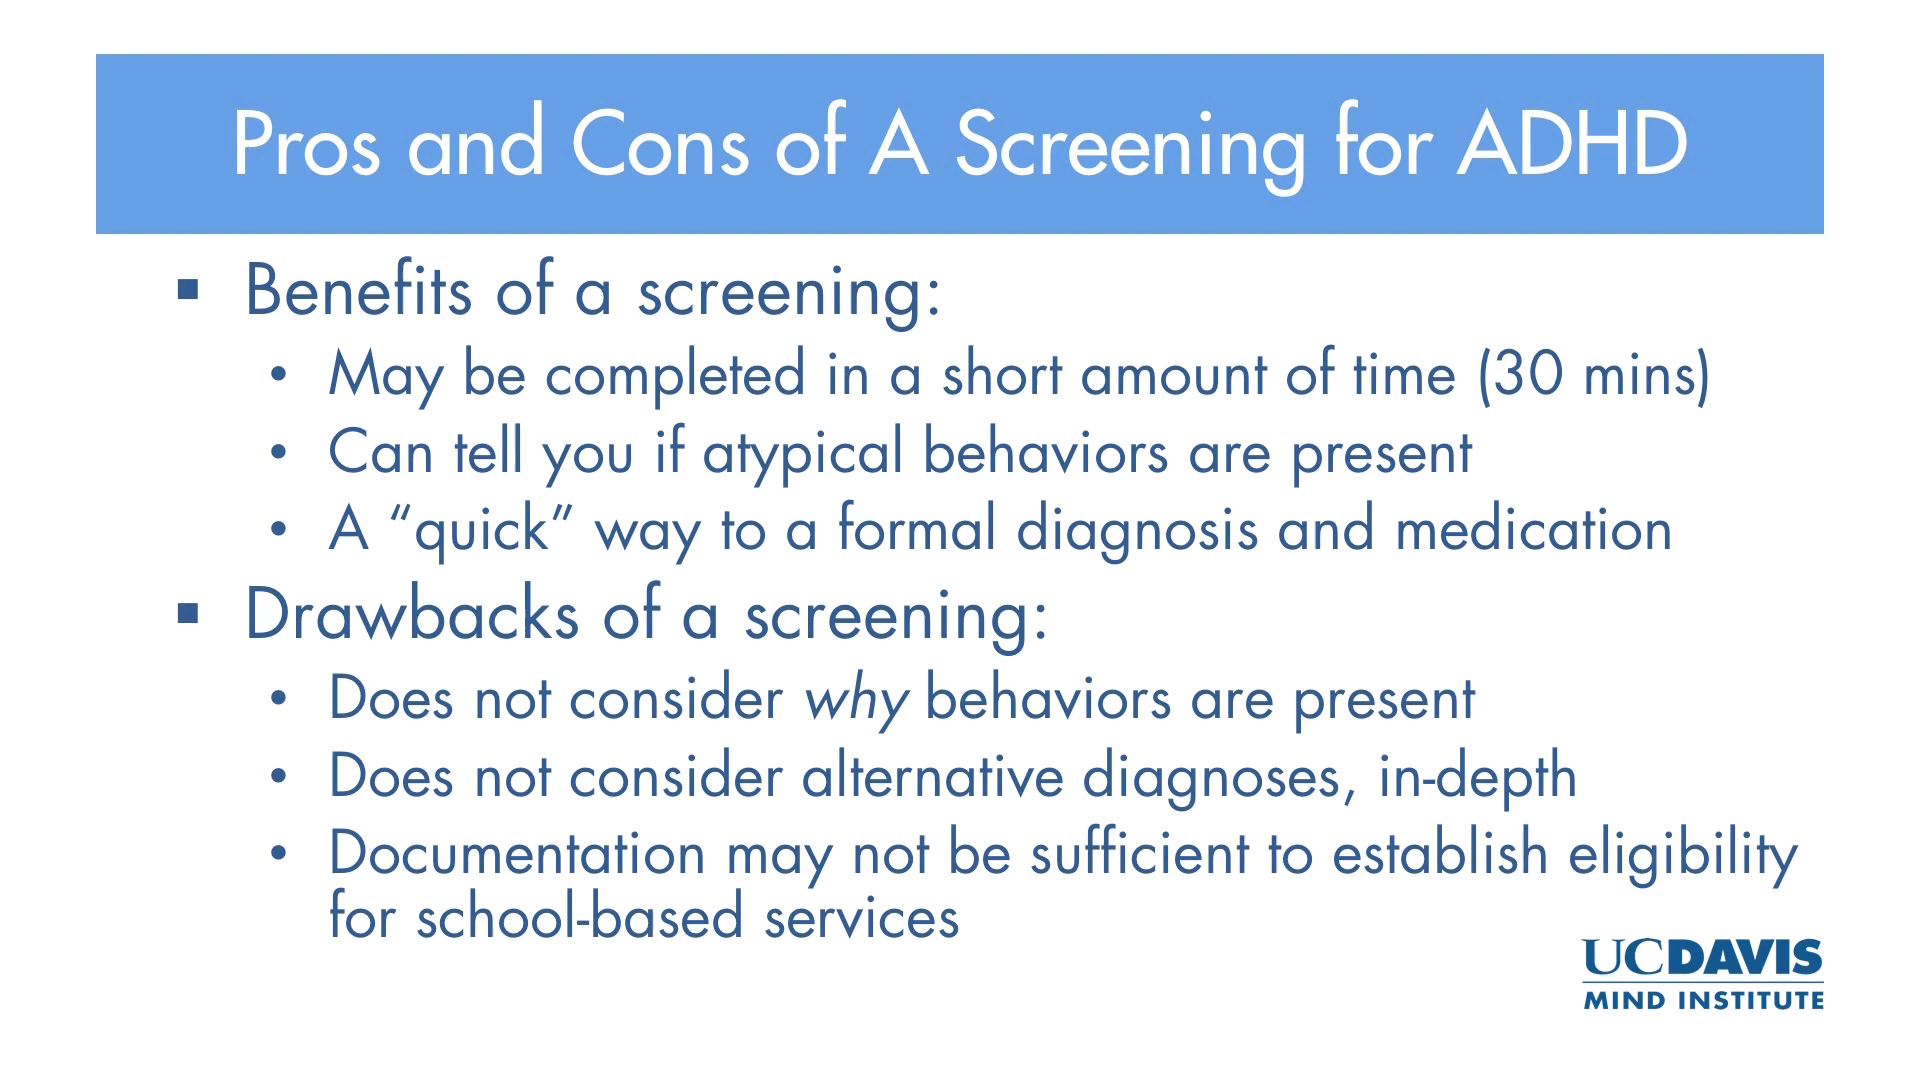 Pros and Cons of A Screening for ADHD
▪ Benefits of a screening:
• May be completed in a short amount of time (30 mins)
• Can tell you if atypical behaviors are present
• A “quick” way to a formal diagnosis and medication
▪ Drawbacks of a screening:
• Does not consider why behaviors are present
• Does not consider alternative diagnoses, in-depth
• Documentation may not be sufficient to establish eligibility
for school-based services
UCDAVIS
MIND INSTITUTE